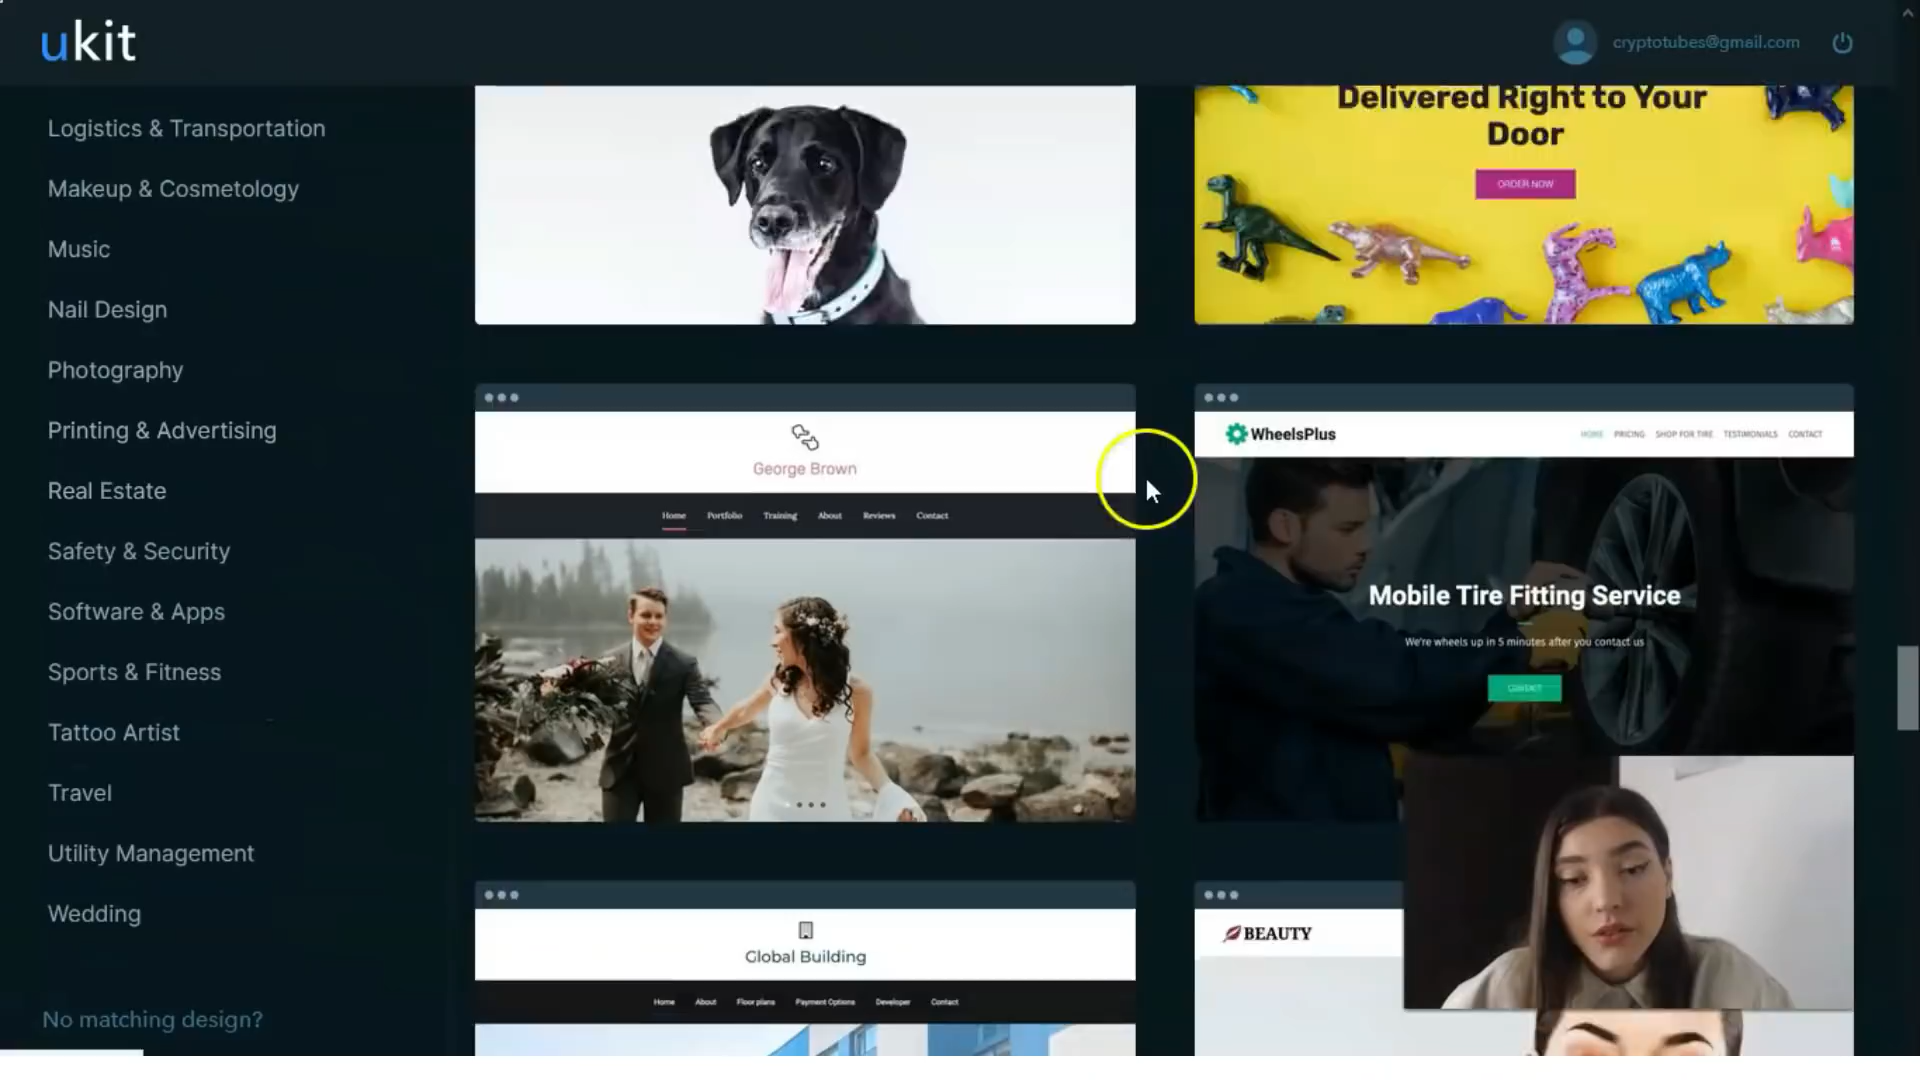 ukit
cryptotubes@gmail.com
Logistics & Transportation
Makeup & Cosmetology
Music
Nail Design
Photography
Printing & Advertising
Real Estate
Safety & Security
Software & Apps
Sports & Fitness
Tattoo Artist
Travel
Utility Management
Wedding
No matching design?
Delivered Right to Your
Door
ORDER NOW
George Brown
Home Portfolio Training About Reviews Contact
WheelsPlus
HOME PRICING SHOP FOR TIRE TESTIMONIALS CONTACT
Mobile Tire Fitting Service
We're wheels up in 5 minutes after you contact us
CONTACT
Global Building
Home About Floor plans Payment Options Developer Contact
BEAUTY